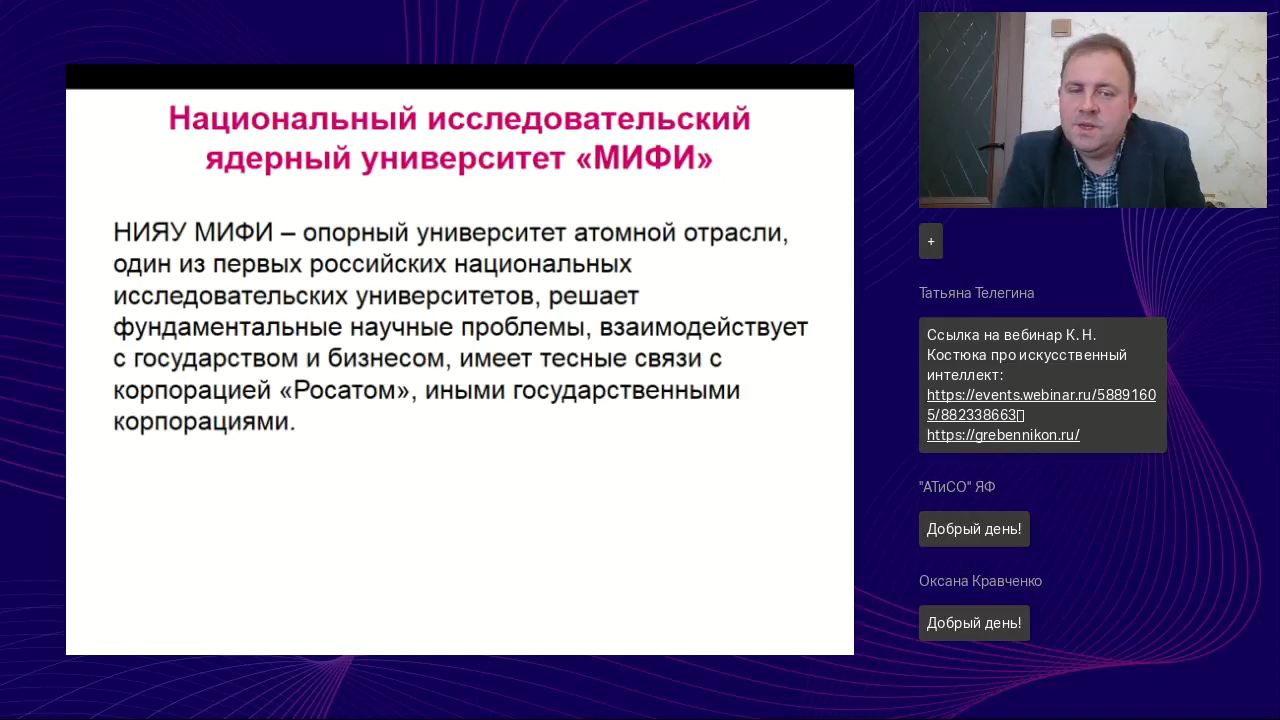 Национальный исследовательский
ядерный университет «МИФИ»
НИЯУ МИФИ – опорный университет атомной отрасли,
один из первых российских национальных
исследовательских университетов, решает
фундаментальные научные проблемы, взаимодействует
с государством и бизнесом, имеет тесные связи с
корпорацией «Росатом», иными государственными
корпорациями.
+
Татьяна Телегина
Ссылка на вебинар К. Н.
Костюка про искусственный
интеллект:
https://events.webinar.ru/5889160
5/882338663
https://grebennikon.ru/
"АТиСО" ЯФ
Добрый день!
Оксана Кравченко
Добрый день!